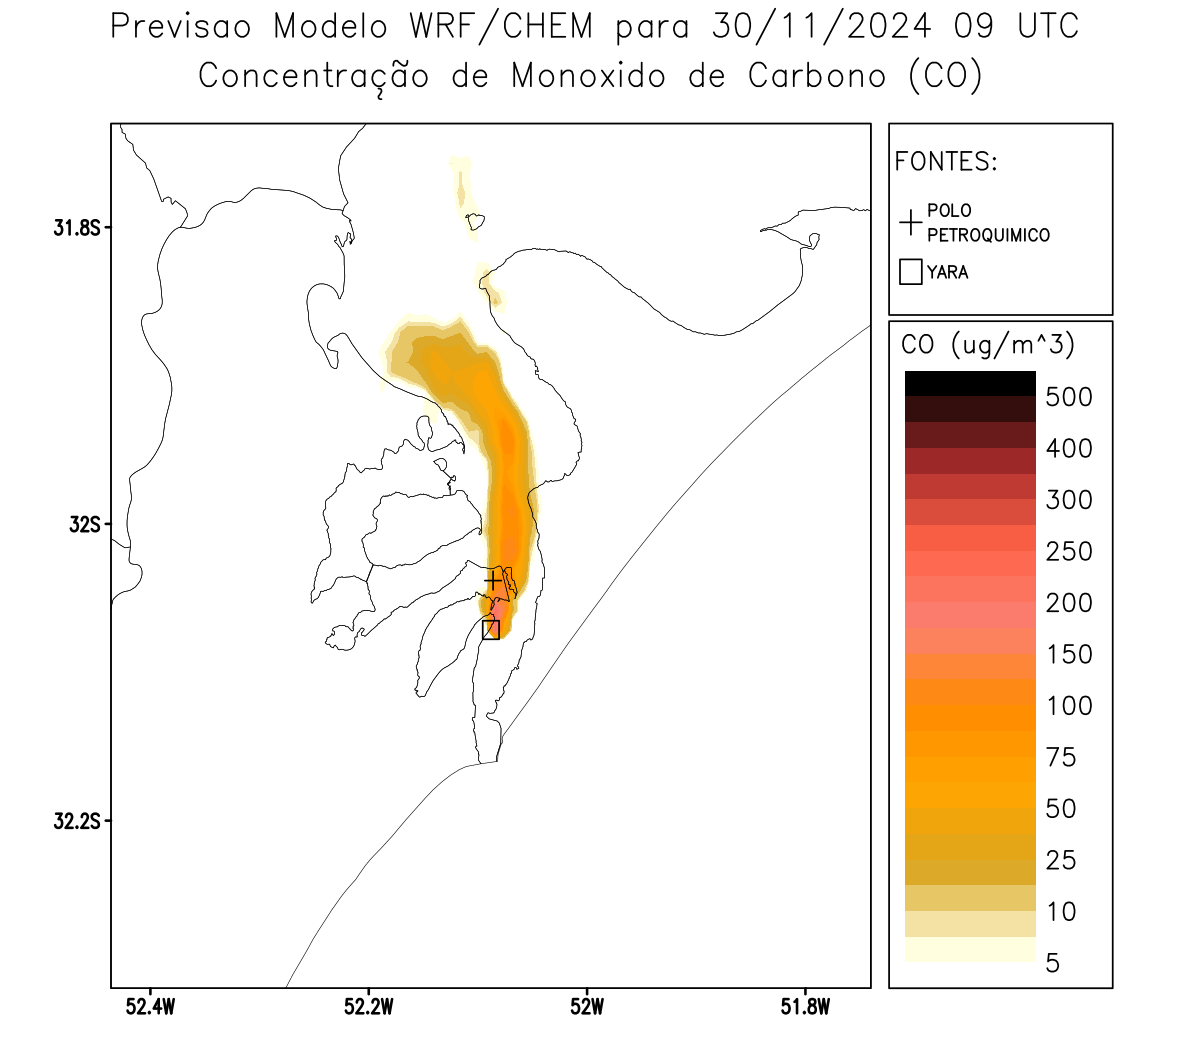 Previsao Modelo WRF/CHEM para 30/11/2024 09 UTC
Concentração de Monoxido de Carbono (CO)
FONTES:
POLO
PETROQUIMICO
YARA
CO (ug/m^3)
500
400
300
250
200
150
100
75
50
25
10
5
31.8S
32S
32.2S
52.4W
52.2W
52W
51.8W